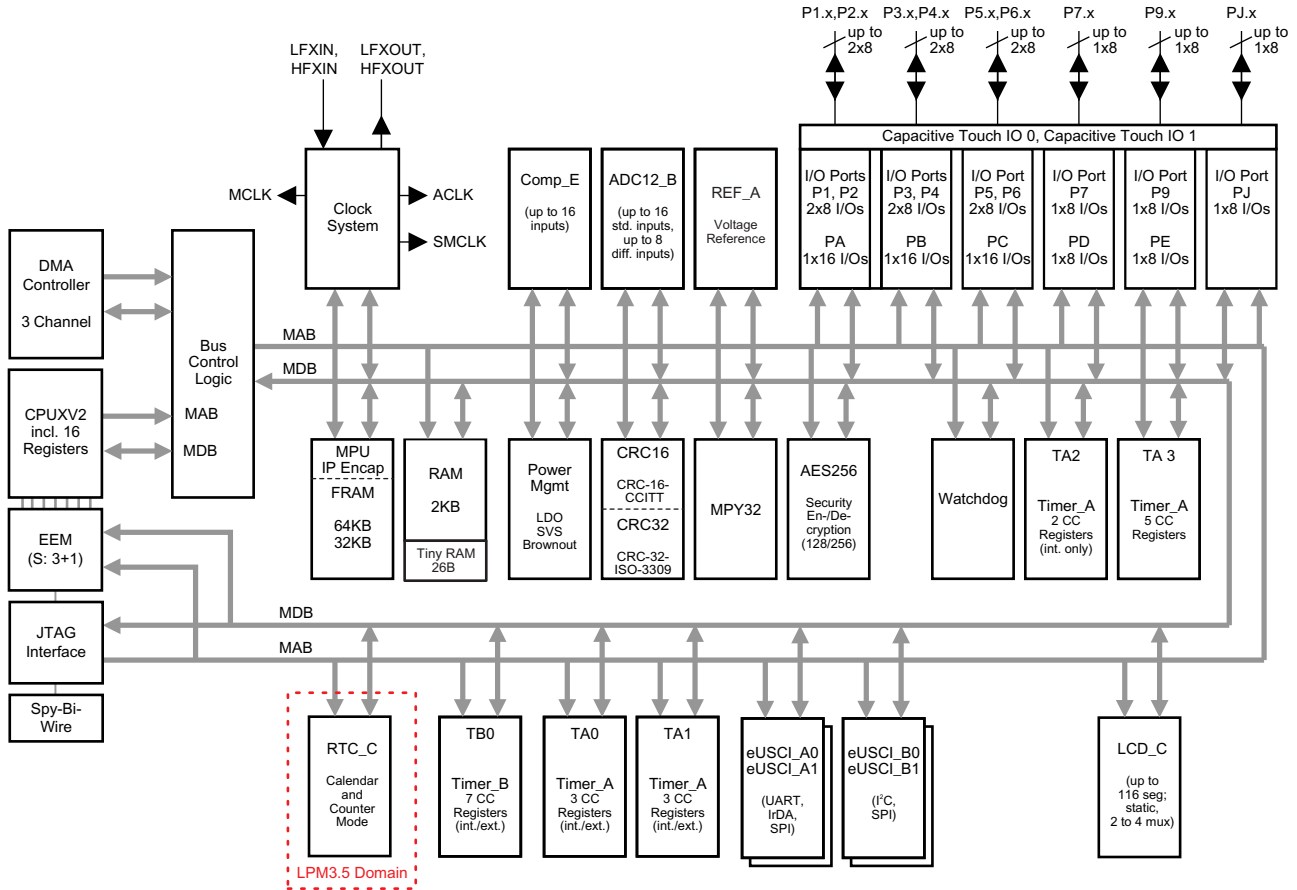 P1.x,P2.x
P3.x,P4.x
P5.x,P6.x
P7.x
P9.x
PJ.x
up to
2x8
up to
2x8
up to
2x8
up to
1x8
up to
1x8
up to
1x8
LFXIN,
HFXIN
LFXOUT,
HFXOUT
Capacitive Touch IO 0, Capacitive Touch IO 1
MCLK
Clock
System
ACLK
SMCLK
Comp_E
(up to 16
inputs)
ADC12_B
(up to 16
std. inputs,
up to 8
diff. inputs)
REF_A
Voltage
Reference
I/O Ports
P1, P2
2x8 I/Os
PA
1x16 I/Os
I/O Ports
P3, P4
2x8 I/Os
PB
1x16 I/Os
I/O Port
P5, P6
2x8 I/Os
PC
1x16 I/Os
I/O Port
P7
1x8 I/Os
PD
1x8 I/Os
I/O Port
P9
1x8 I/Os
PE
1x8 I/Os
I/O Port
PJ
1x8 I/Os
DMA
Controller
3 Channel
Bus
Control
Logic
MAB
MDB
MAB
MDB
CPUXV2
incl. 16
Registers
MPU
IP Encap
FRAM
64KB
32KB
RAM
2KB
Tiny RAM
26B
Power
Mgmt
LDO
SVS
Brownout
CRC16
CRC-16-
CCITT
CRC32
CRC-32-
ISO-3309
MPY32
AES256
Security
En-/De-
cryption
(128/256)
Watchdog
TA2
Timer_A
2 CC
Registers
(int. only)
TA 3
Timer_A
5 CC
Registers
EEM
(S: 3+1)
JTAG
Interface
Spy-Bi-
Wire
MDB
MAB
RTC_C
Calendar
and
Counter
Mode
LPM3.5 Domain
TB0
Timer_B
7 CC
Registers
(int./ext.)
TA0
Timer_A
3 CC
Registers
(int./ext.)
TA1
Timer_A
3 CC
Registers
(int./ext.)
eUSCI_A0
eUSCI_A1
(UART,
IrDA,
SPI)
eUSCI_B0
eUSCI_B1
(I²C,
SPI)
LCD_C
(up to
116 seg;
static,
2 to 4 mux)